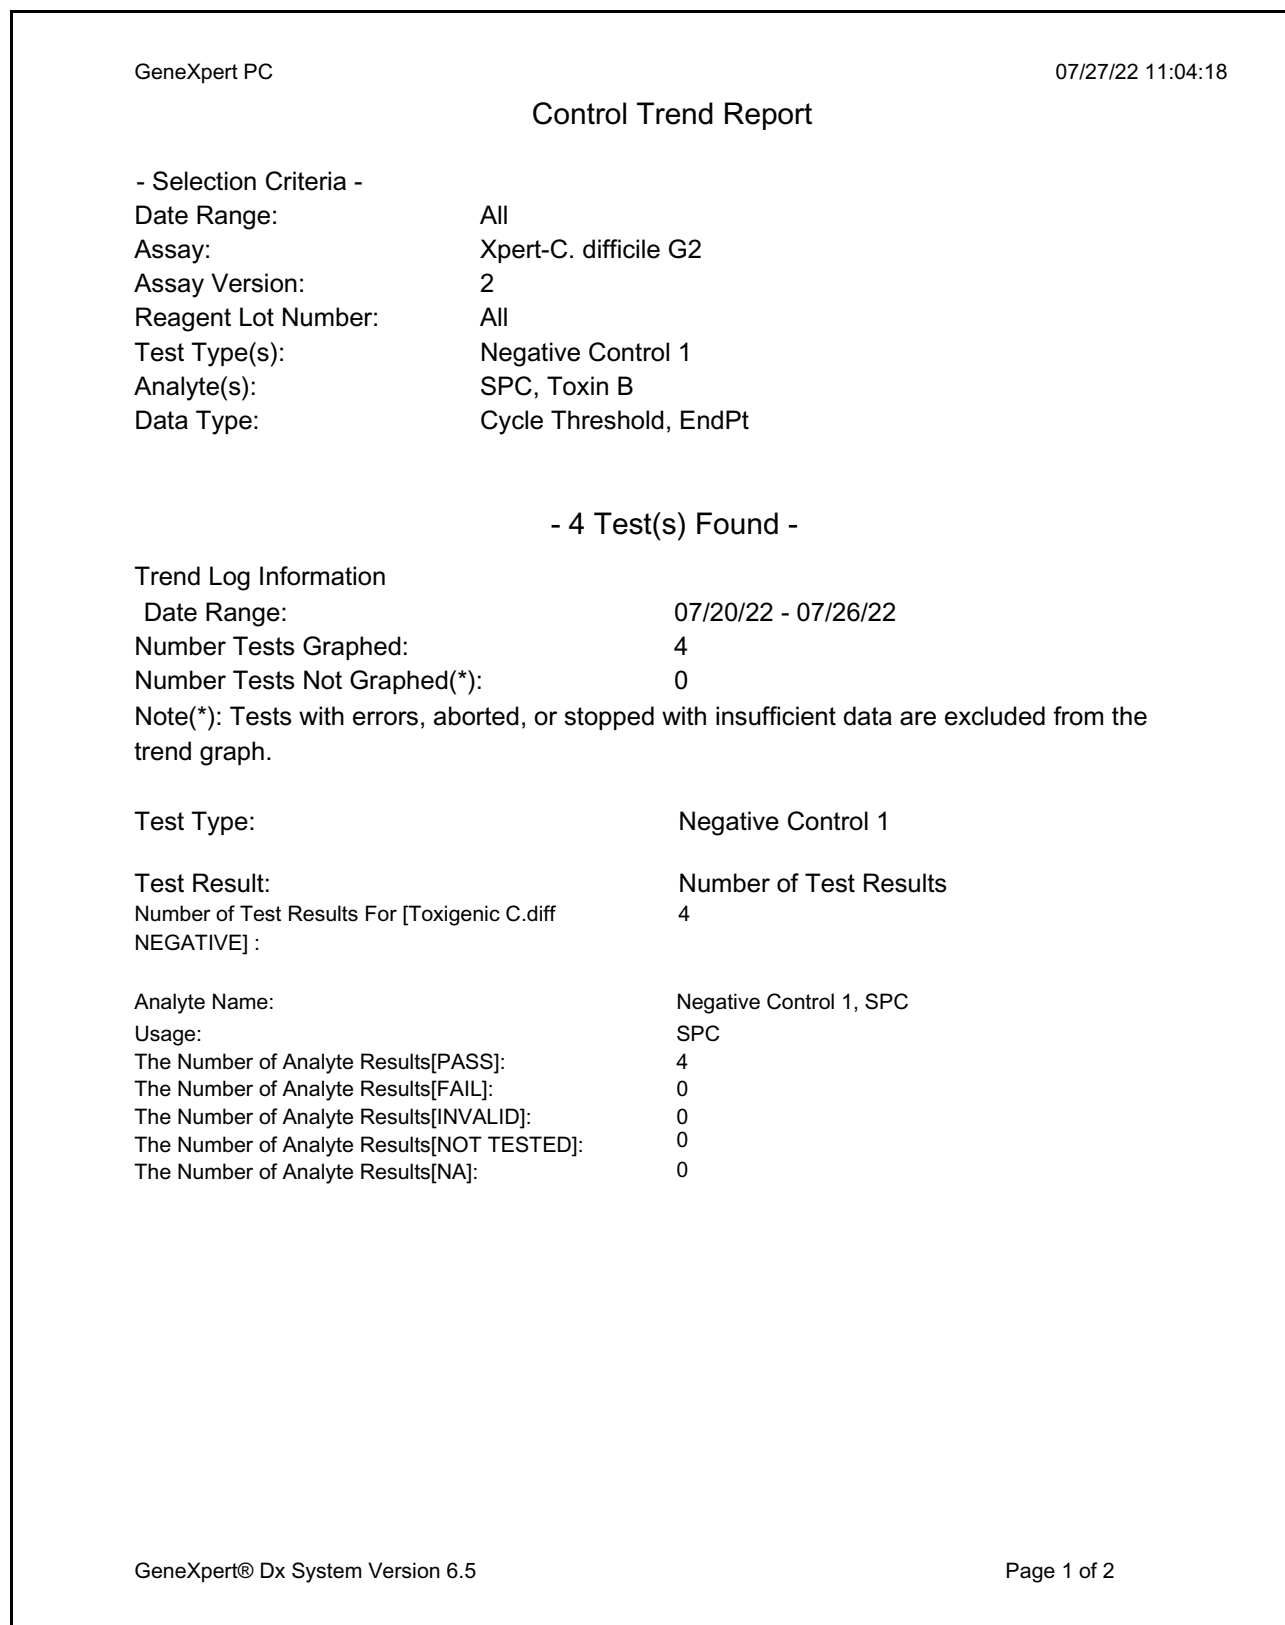 GeneXpert PC 07/27/22 11:04:18
Control Trend Report
- Selection Criteria -
Date Range: All
Assay: Xpert-C. difficile G2
Assay Version: 2
Reagent Lot Number: All
Test Type(s): Negative Control 1
Analyte(s): SPC, Toxin B
Data Type: Cycle Threshold, EndPt
- 4 Test(s) Found -
Trend Log Information
Date Range: 07/20/22 - 07/26/22
Number Tests Graphed: 4
Number Tests Not Graphed(*): 0
Note(*): Tests with errors, aborted, or stopped with insufficient data are excluded from the
trend graph.
Test Type: Negative Control 1
Test Result: Number of Test Results
Number of Test Results For [Toxigenic C.diff 4
NEGATIVE] :
Analyte Name: Negative Control 1, SPC
Usage: SPC
The Number of Analyte Results[PASS]: 4
The Number of Analyte Results[FAIL]: 0
The Number of Analyte Results[INVALID]: 0
The Number of Analyte Results[NOT TESTED]: 0
The Number of Analyte Results[NA]: 0
GeneXpert® Dx System Version 6.5 Page 1 of 2